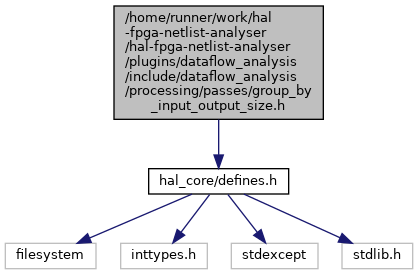 /home/runner/work/hal
-fpga-netlist-analyser
/hal-fpga-netlist-analyser
/plugins/dataflow_analysis
/include/dataflow_analysis
/processing/passes/group_by
_input_output_size.h
hal_core/defines.h
filesystem
inttypes.h
stdexcept
stdlib.h